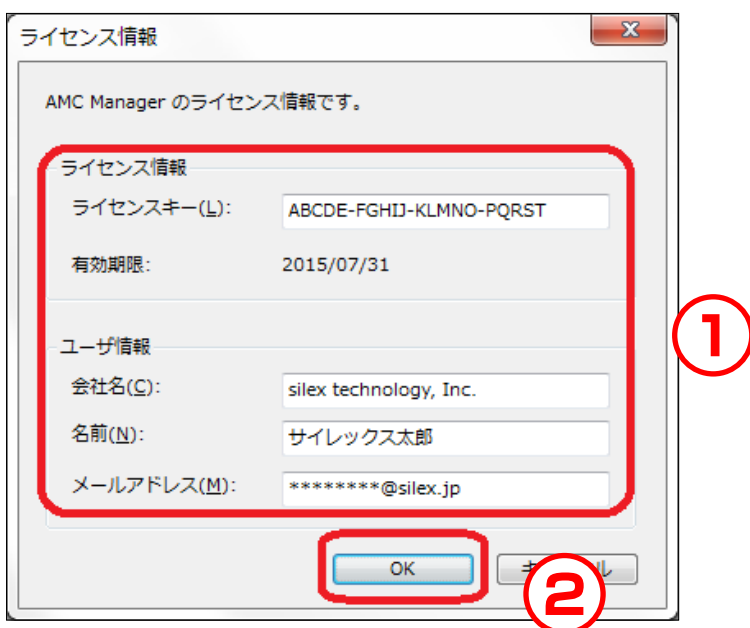 ライセンス情報
AMC Manager のライセンス情報です。
ライセンス情報
ライセンスキー(L): ABCDE-FGHIJ-KLMNO-PQRST
有効期限: 2015/07/31
①
ユーザ情報
会社名(C): silex technology, Inc.
名前(N): サイレックス太郎
メールアドレス(M): ********@silex.jp
OK
②